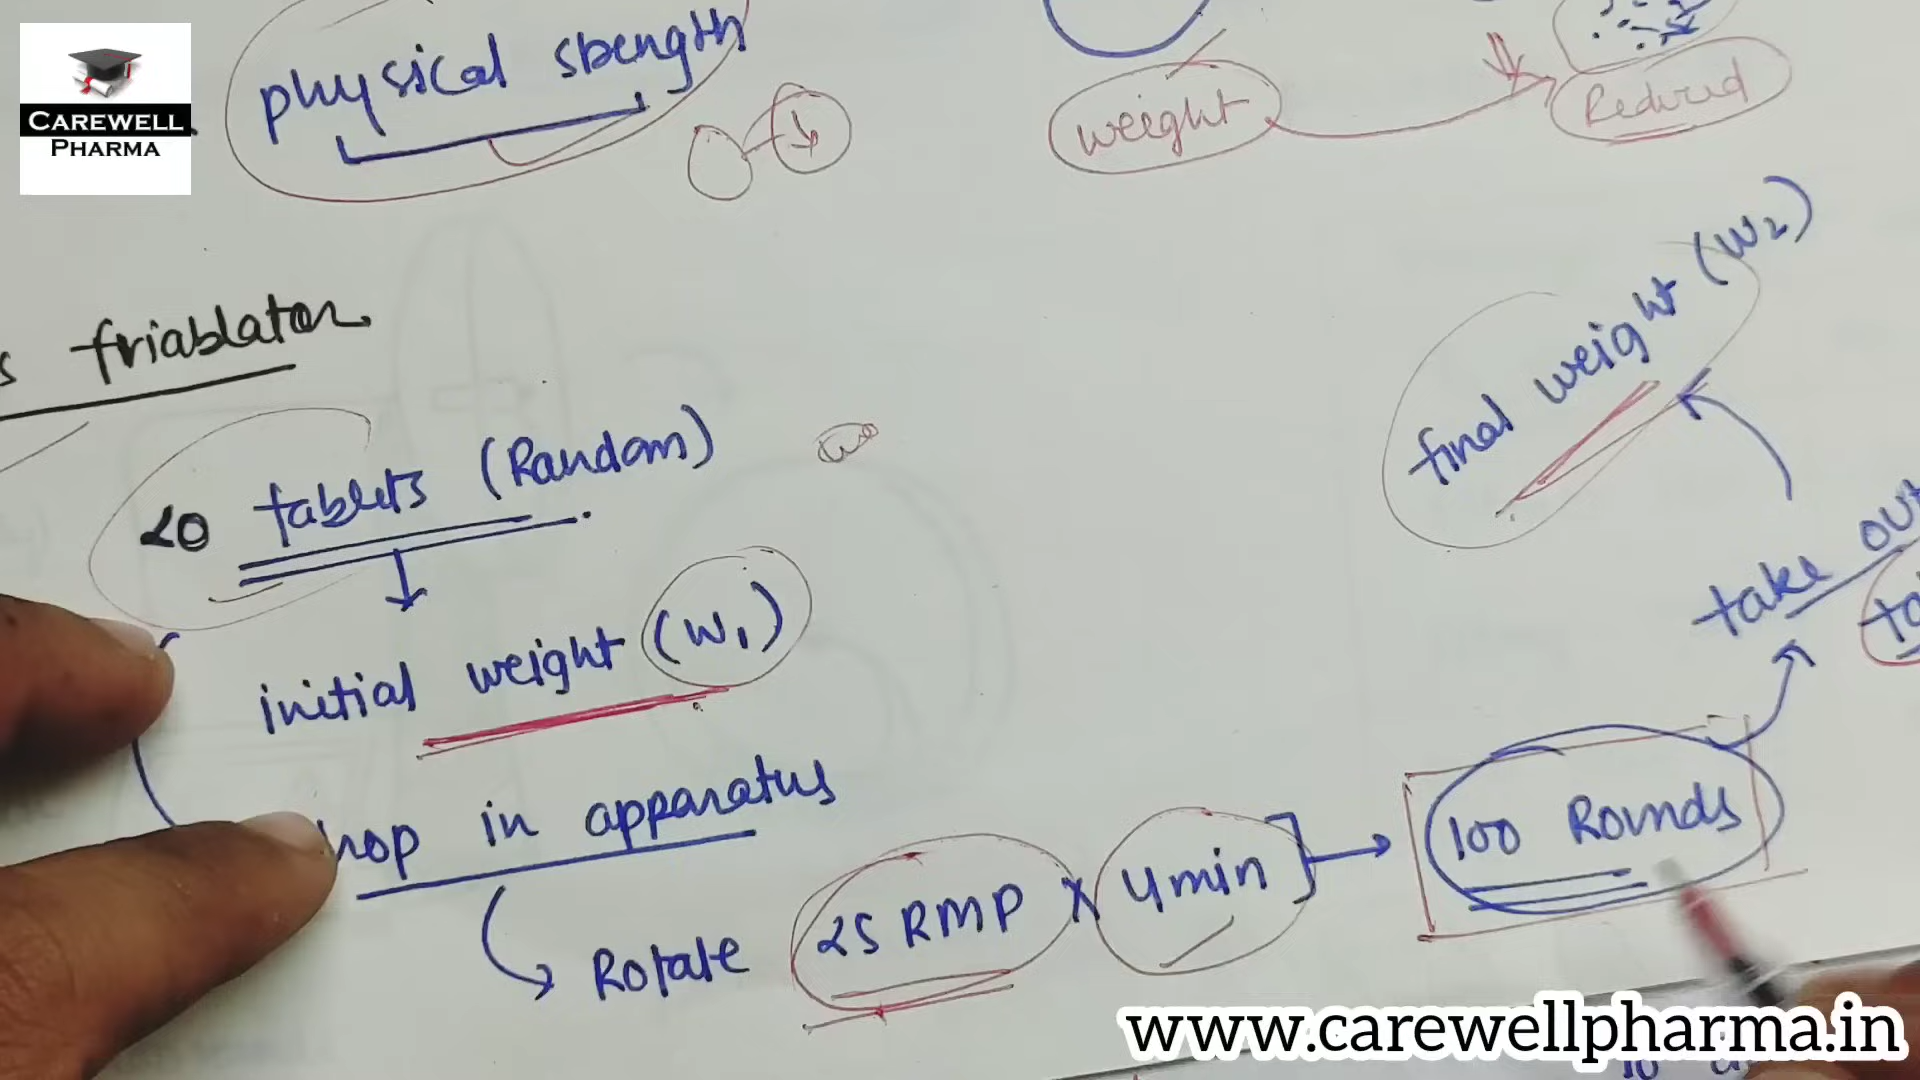 CAREWELL
PHARMA
physical strength
weight
Reduced
s friablator
20 tablets (Random)
initial weight (W1)
in apparatus
Rotate 25 RMP X 4min
100 Rounds
take out
final weight (W2)
www.carewellpharma.in